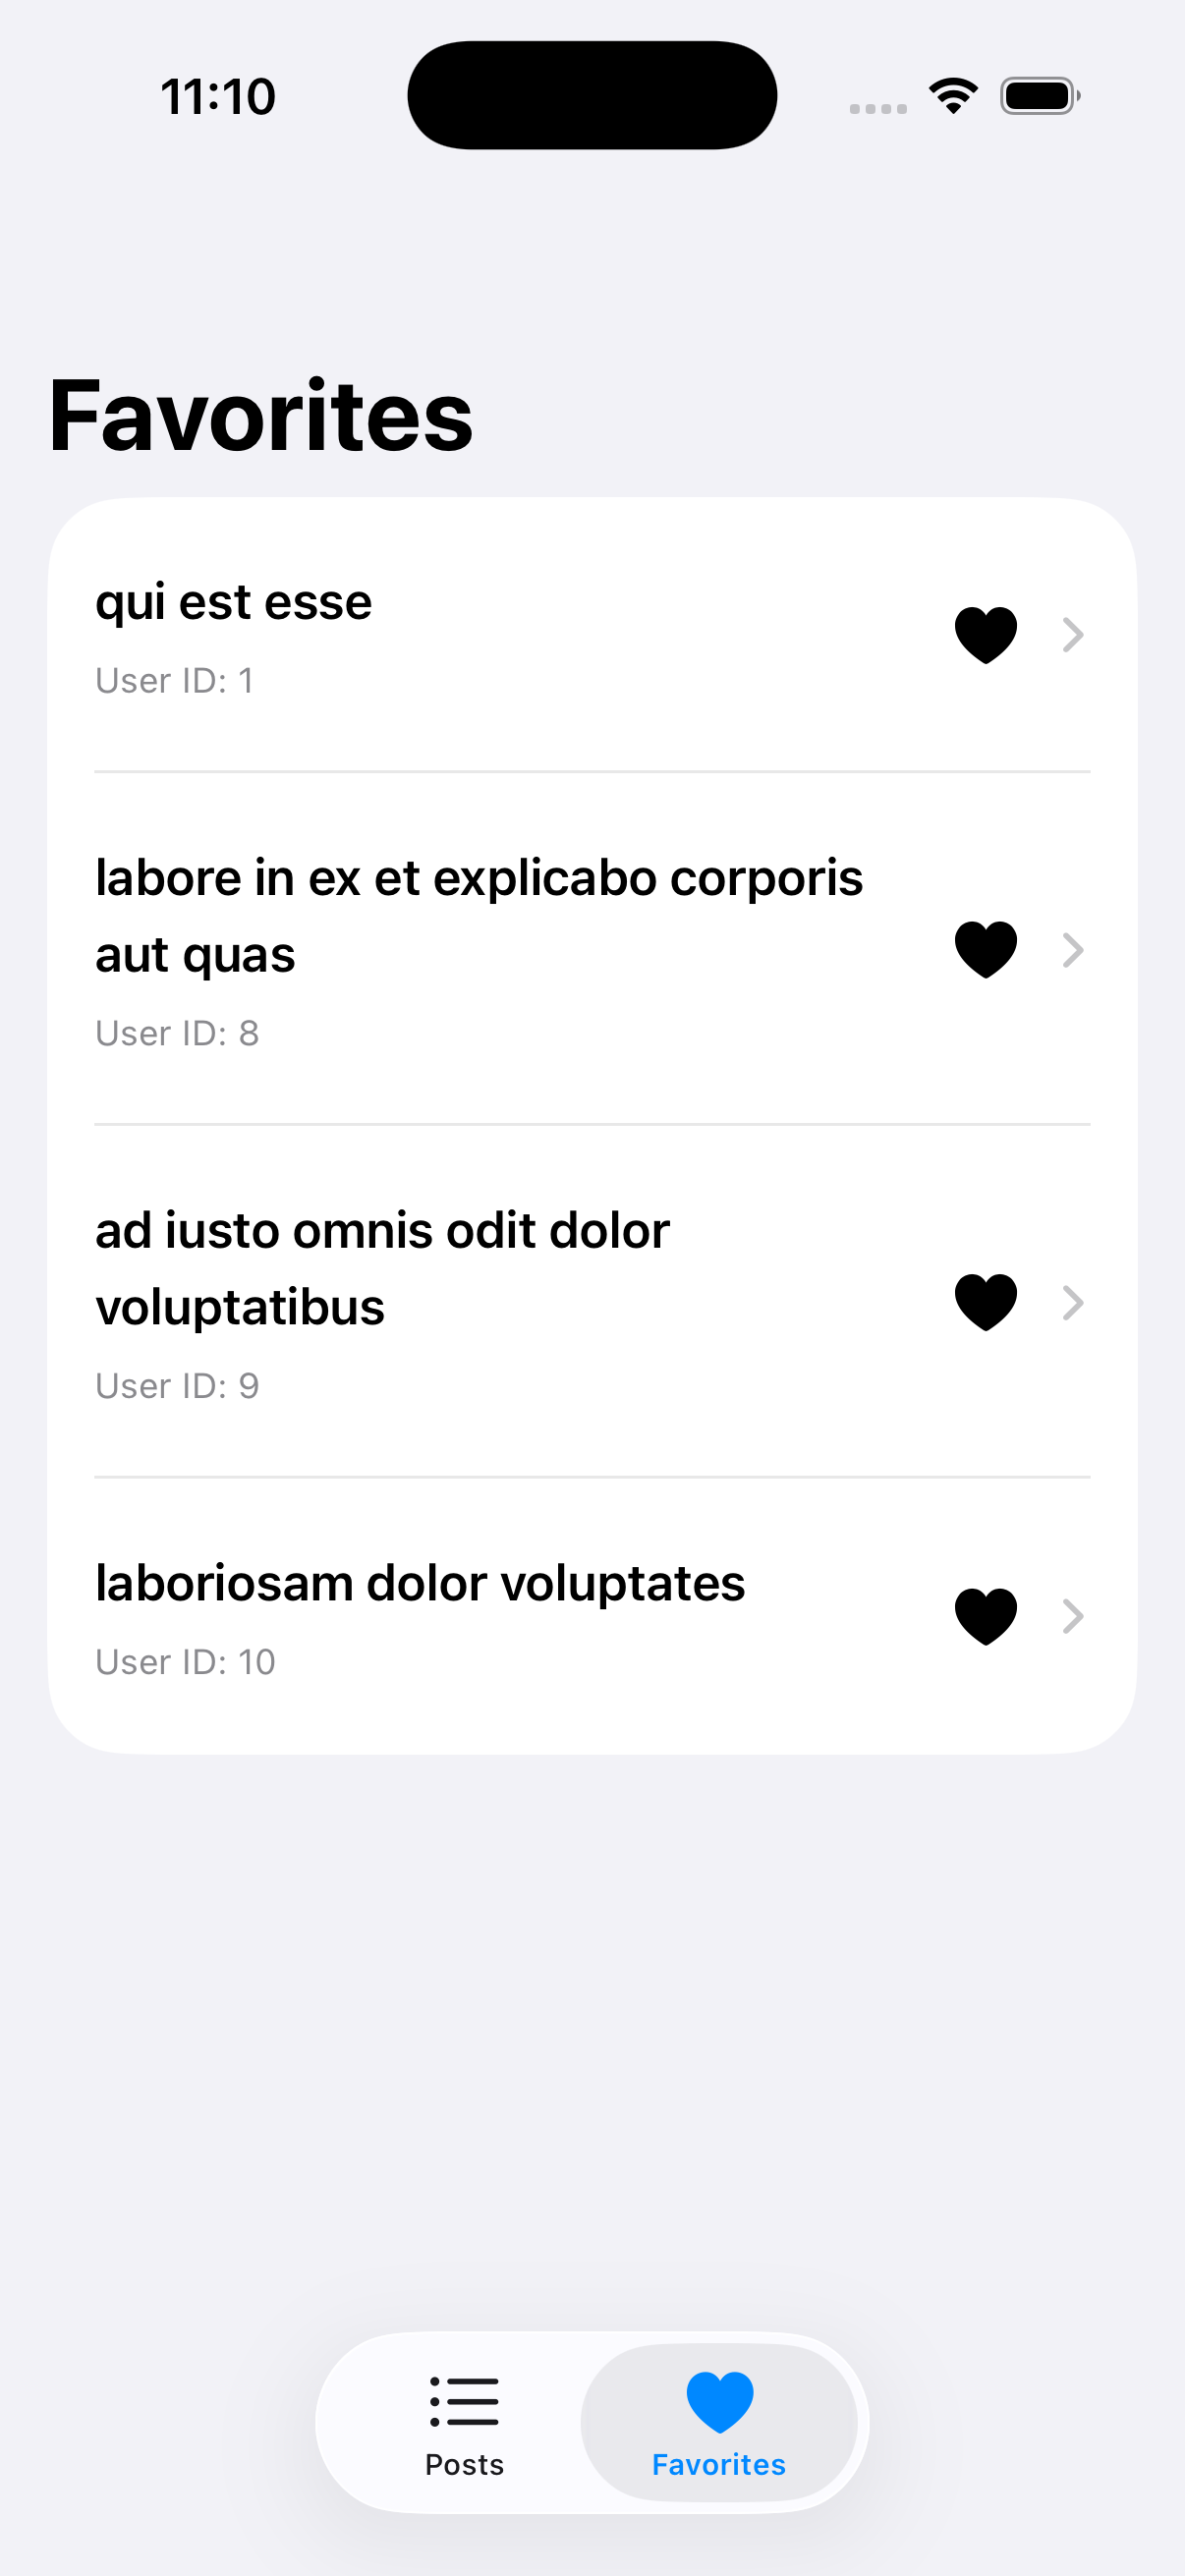 11:10
Favorites
qui est esse
User ID: 1
labore in ex et explicabo corporis
aut quas
User ID: 8
ad iusto omnis odit dolor
voluptatibus
User ID: 9
laboriosam dolor voluptates
User ID: 10
Posts
Favorites